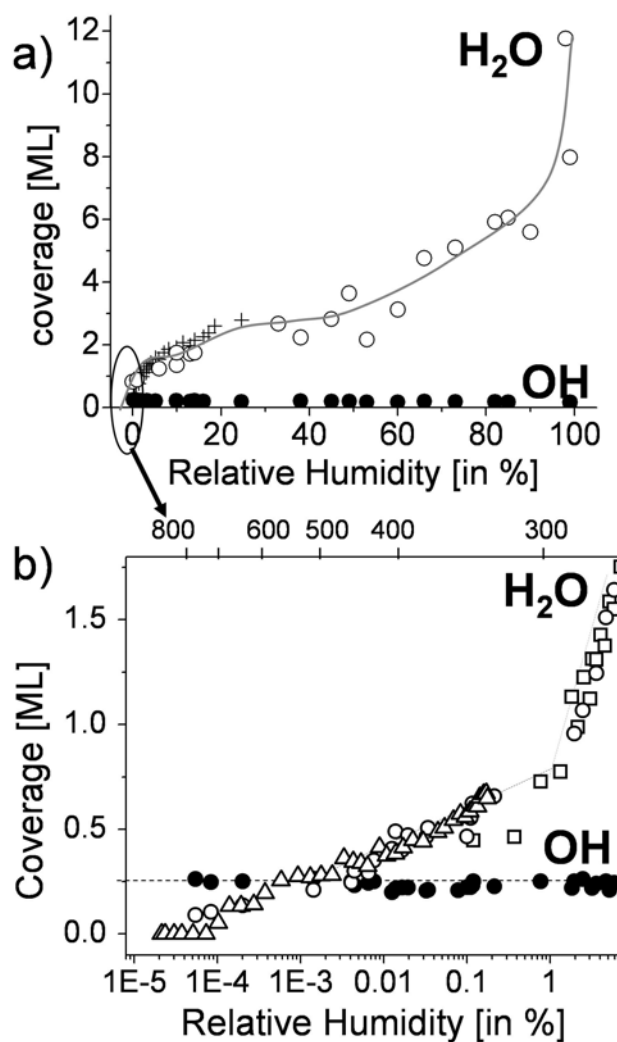 a)
H₂O
12
10
8
6
4
2
0
coverage [ML]
OH
0 20 40 60 80 100
Relative Humidity [in %]
800 600 500 400 300
b)
H₂O
1.5
1.0
0.5
0.0
Coverage [ML]
OH
1E-5 1E-4 1E-3 0.01 0.1 1
Relative Humidity [in %]